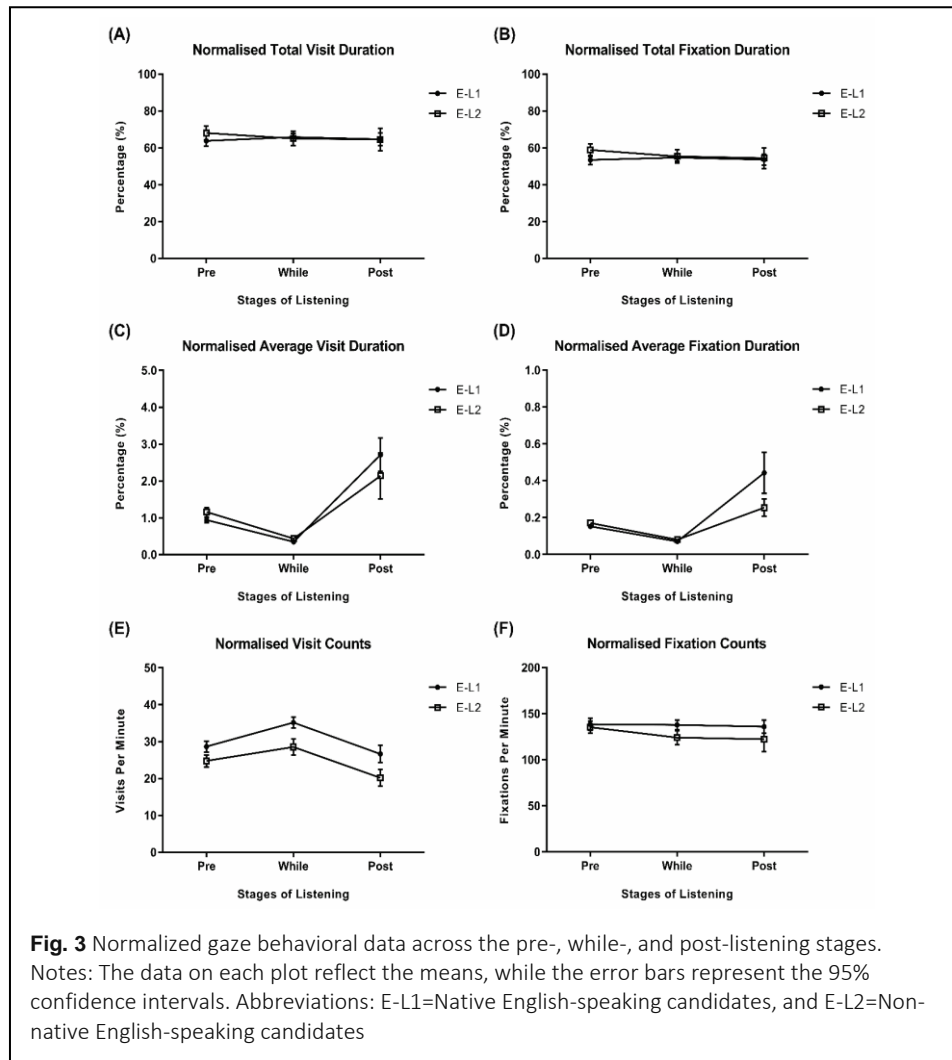 (A)
Normalised Total Visit Duration
100
80
60
40
20
0
Percentage (%)
Pre
While
Post
Stages of Listening
E-L1
E-L2
(B)
Normalised Total Fixation Duration
100
80
60
40
20
0
Percentage (%)
Pre
While
Post
Stages of Listening
E-L1
E-L2
(C)
Normalised Average Visit Duration
5.0
4.0
3.0
2.0
1.0
0.0
Percentage (%)
Pre
While
Post
Stages of Listening
E-L1
E-L2
(D)
Normalised Average Fixation Duration
1.0
0.8
0.6
0.4
0.2
0.0
Percentage (%)
Pre
While
Post
Stages of Listening
E-L1
E-L2
(E)
Normalised Visit Counts
50
40
30
20
10
0
Visits Per Minute
Pre
While
Post
Stages of Listening
E-L1
E-L2
(F)
Normalised Fixation Counts
200
150
100
50
0
Fixations Per Minute
Pre
While
Post
Stages of Listening
E-L1
E-L2
Fig. 3 Normalized gaze behavioral data across the pre-, while-, and post-listening stages.
Notes: The data on each plot reflect the means, while the error bars represent the 95%
confidence intervals. Abbreviations: E-L1=Native English-speaking candidates, and E-L2=Non-
native English-speaking candidates